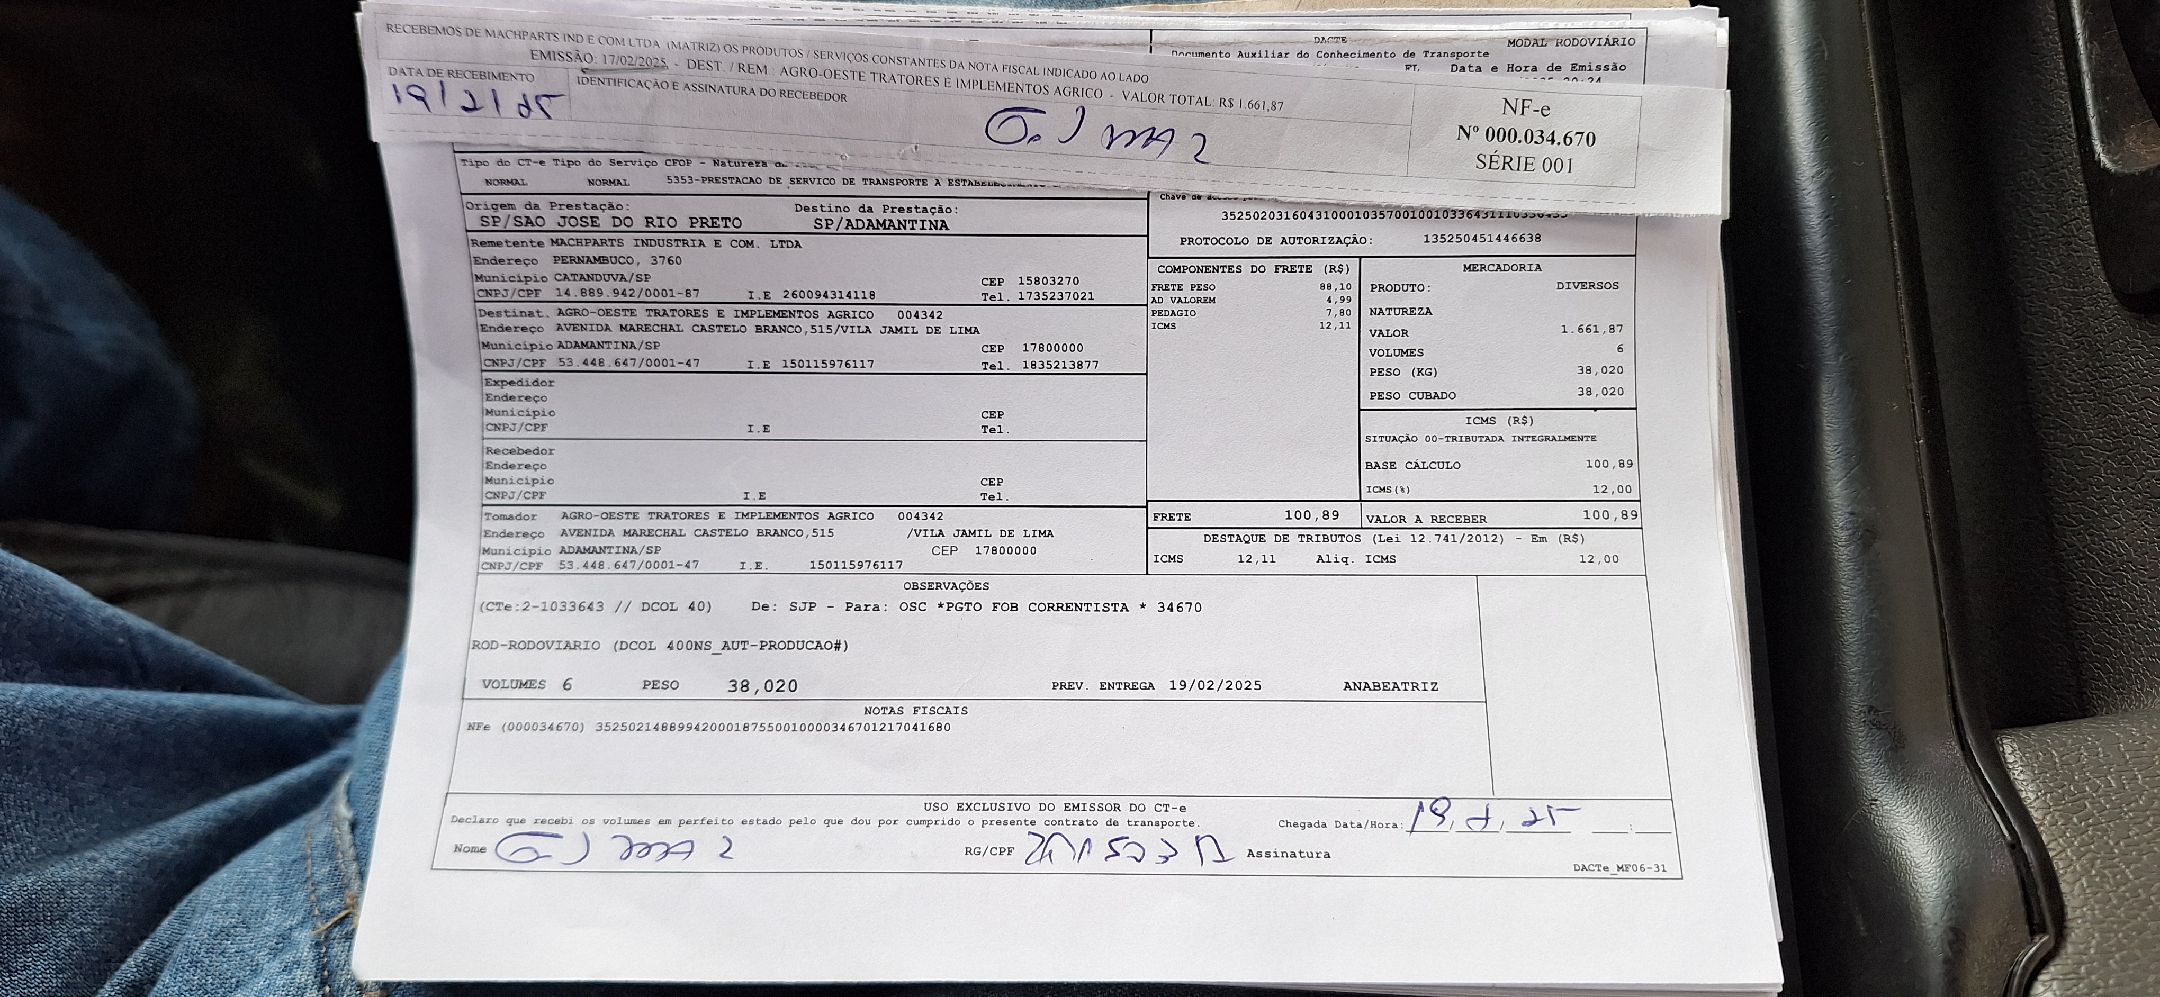 RECEBEMOS DE MACHPARTS IND E COM LTDA (MATRIZ) OS PRODUTOS / SERVIÇOS CONSTANTES DA NOTA FISCAL INDICADO AO LADO
EMISSÃO: 17/02/2025, - DEST. / REM.: AGRO-OESTE TRATORES E IMPLEMENTOS AGRICO - VALOR TOTAL: R$ 1.661,87
DATA DE RECEBIMENTO
19/2/25
IDENTIFICAÇÃO E ASSINATURA DO RECEBEDOR
NF-e
Nº 000.034.670
SÉRIE 001
DACTE
MODAL RODOVIÁRIO
Documento Auxiliar do Conhecimento de Transporte
Data e Hora de Emissão
Tipo do CT-e Tipo do Serviço CFOP - Natureza
NORMAL NORMAL 5353-PRESTACAO DE SERVICO DE TRANSPORTE A
Origem da Prestação: Destino da Prestação:
SP/SAO JOSE DO RIO PRETO SP/ADAMANTINA
Remetente MACHPARTS INDUSTRIA E COM. LTDA
Endereço PERNAMBUCO, 3760
Município CATANDUVA/SP CEP 15803270
CNPJ/CPF 14.889.942/0001-87 I.E 260094314118 Tel. 1735237021
Destinat. AGRO-OESTE TRATORES E IMPLEMENTOS AGRICO 004342
Endereço AVENIDA MARECHAL CASTELO BRANCO,515/VILA JAMIL DE LIMA
Município ADAMANTINA/SP CEP 17800000
CNPJ/CPF 53.448.647/0001-47 I.E 150115976117 Tel. 1835213877
Expedidor
Endereço
Município CEP
CNPJ/CPF I.E Tel.
Recebedor
Endereço
Município CEP
CNPJ/CPF I.E Tel.
Tomador AGRO-OESTE TRATORES E IMPLEMENTOS AGRICO 004342
Endereço AVENIDA MARECHAL CASTELO BRANCO,515 /VILA JAMIL DE LIMA
Município ADAMANTINA/SP CEP 17800000
CNPJ/CPF 53.448.647/0001-47 I.E. 150115976117
PROTOCOLO DE AUTORIZAÇÃO: 135250451446638
COMPONENTES DO FRETE (R$)
FRETE PESO 88,10
AD VALOREM 4,99
PEDAGIO 7,80
ICMS 12,11
MERCADORIA
PRODUTO: DIVERSOS
NATUREZA
VALOR 1.661,87
VOLUMES 6
PESO (KG) 38,020
PESO CUBADO 38,020
ICMS (R$)
SITUAÇÃO 00-TRIBUTADA INTEGRALMENTE
BASE CÁLCULO 100,89
ICMS(%) 12,00
FRETE 100,89 VALOR A RECEBER 100,89
DESTAQUE DE TRIBUTOS (Lei 12.741/2012) - Em (R$)
ICMS 12,11 Aliq. ICMS 12,00
OBSERVAÇÕES
(CTe:2-1033643 // DCOL 40) De: SJP - Para: OSC *PGTO FOB CORRENTISTA * 34670
ROD-RODOVIARIO (DCOL 400NS_AUT-PRODUCAO#)
VOLUMES 6 PESO 38,020 PREV. ENTREGA 19/02/2025 ANABEATRIZ
NOTAS FISCAIS
NFe (000034670) 35250214889942000187550010000346701217041680
USO EXCLUSIVO DO EMISSOR DO CT-e
Declaro que recebi os volumes em perfeito estado pelo que dou por cumprido o presente contrato de transporte.
Chegada Data/Hora: 19, 2, 25 :
Nome RG/CPF Assinatura
DACTe_MF06-31